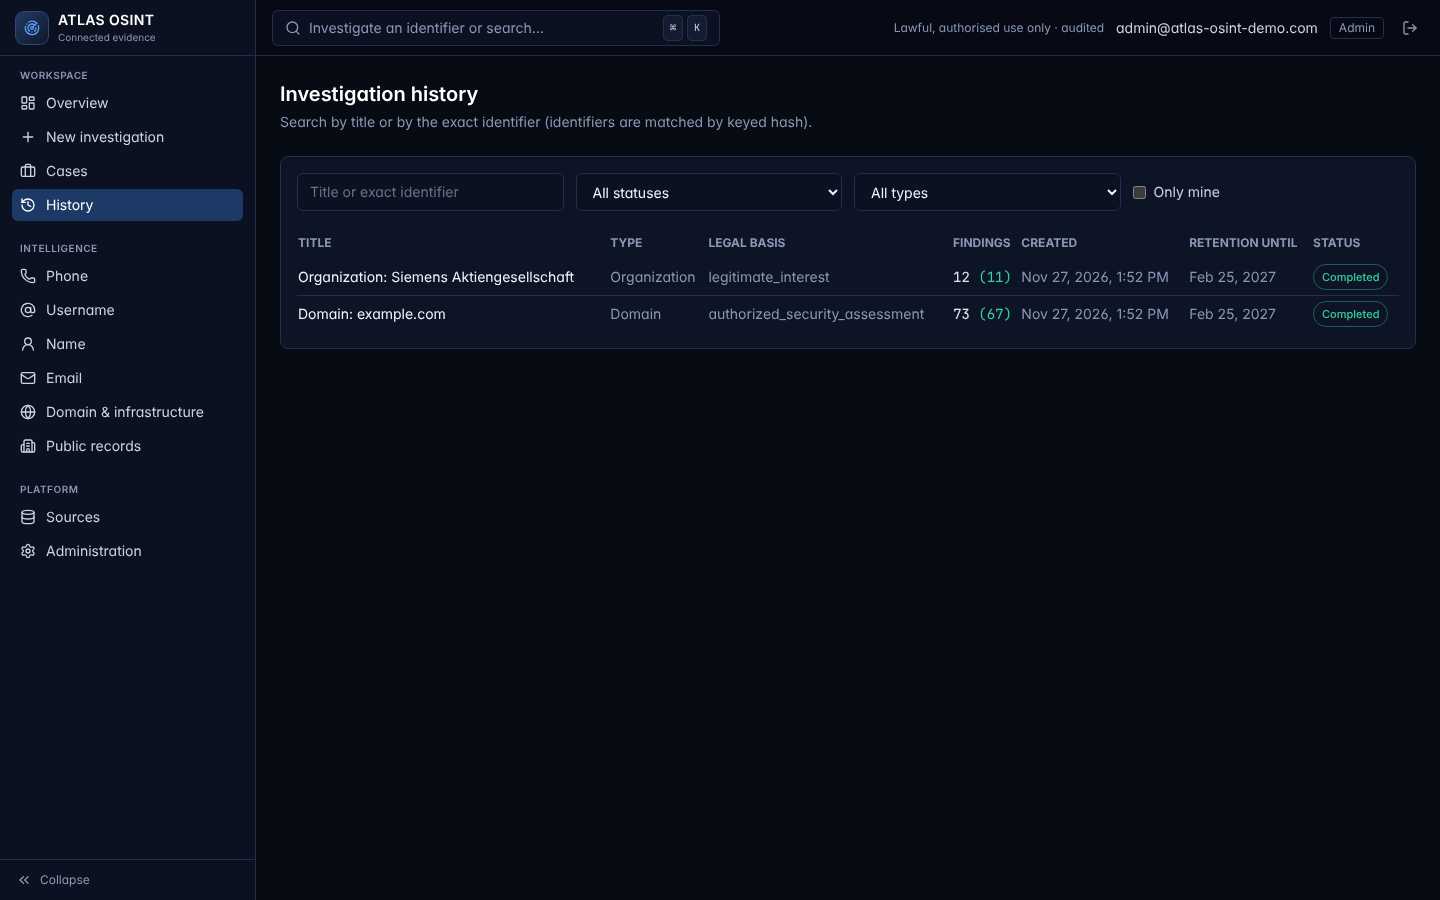 ATLAS OSINT
Connected evidence
Investigate an identifier or search...
⌘ K
Lawful, authorised use only · audited
admin@atlas-osint-demo.com
Admin
WORKSPACE
Overview
New investigation
Cases
History
INTELLIGENCE
Phone
Username
Name
Email
Domain & infrastructure
Public records
PLATFORM
Sources
Administration
Collapse
Investigation history
Search by title or by the exact identifier (identifiers are matched by keyed hash).
Title or exact identifier
All statuses
All types
Only mine
TITLE TYPE LEGAL BASIS FINDINGS CREATED RETENTION UNTIL STATUS
Organization: Siemens Aktiengesellschaft Organization legitimate_interest 12 (11) Nov 27, 2026, 1:52 PM Feb 25, 2027 Completed
Domain: example.com Domain authorized_security_assessment 73 (67) Nov 27, 2026, 1:52 PM Feb 25, 2027 Completed